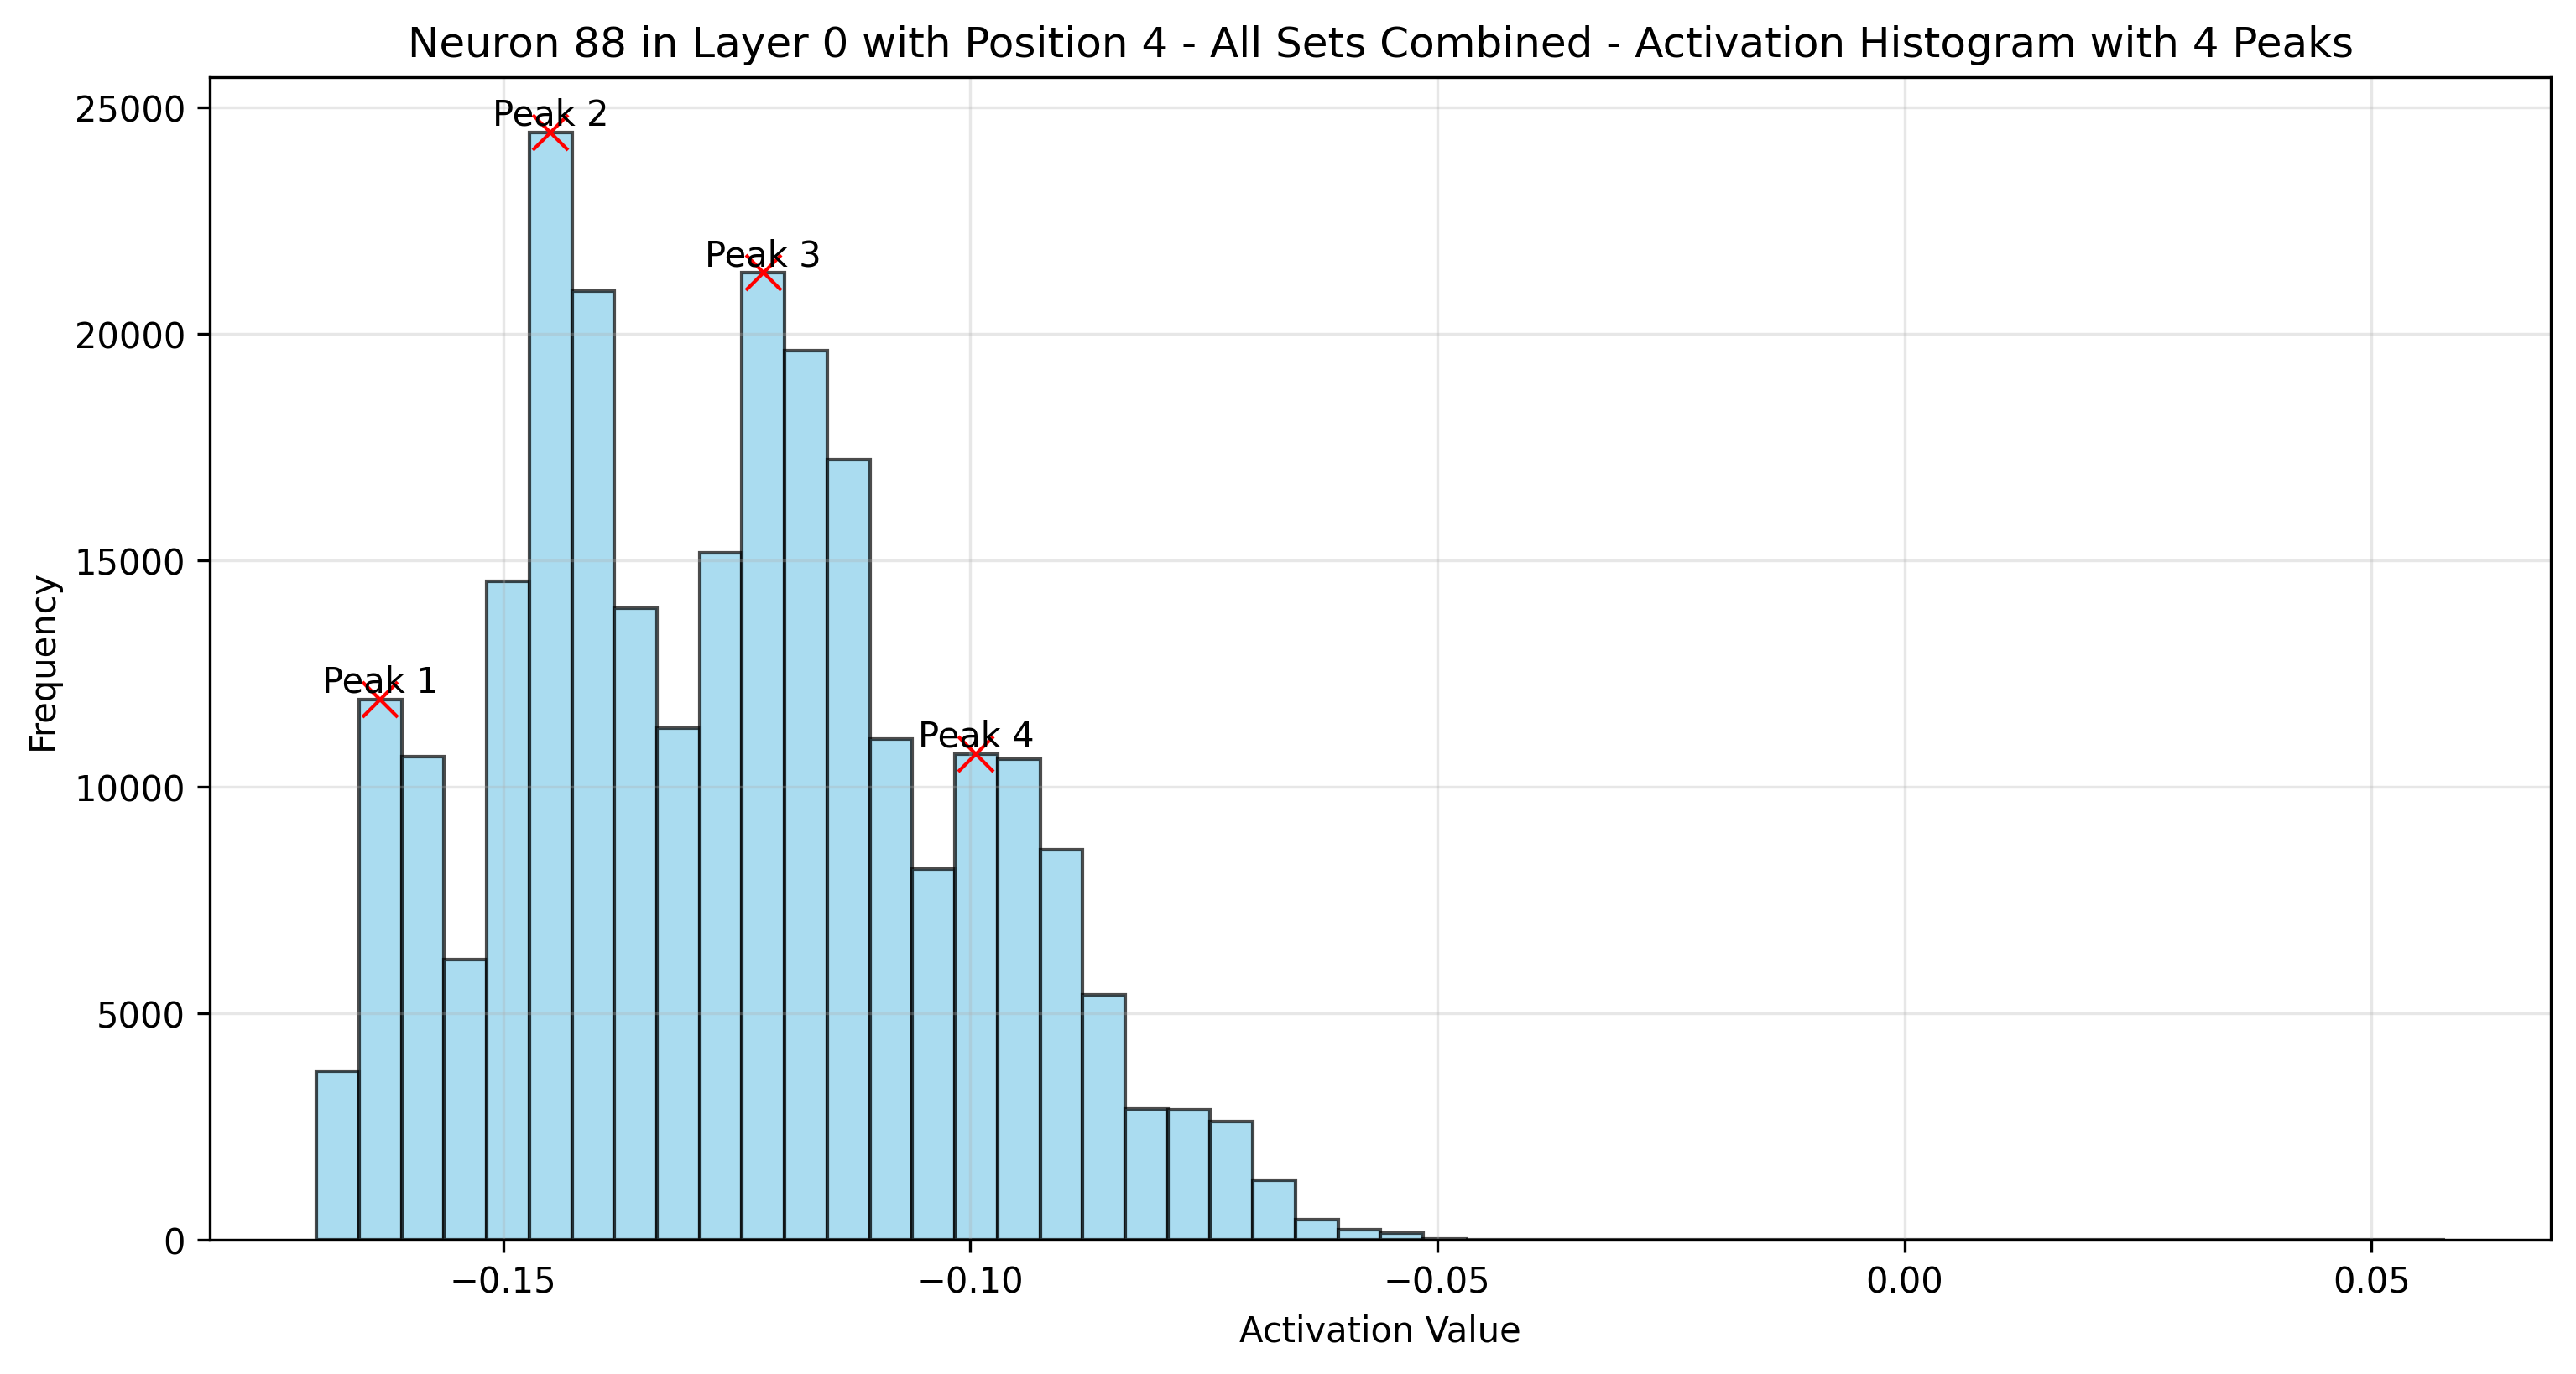 Neuron 88 in Layer 0 with Position 4 - All Sets Combined - Activation Histogram with 4 Peaks
25000
Peak 2
Peak 3
20000
15000
Peak 1
Peak 4
10000
5000
0
Frequency
−0.15
−0.10
−0.05
0.00
0.05
Activation Value